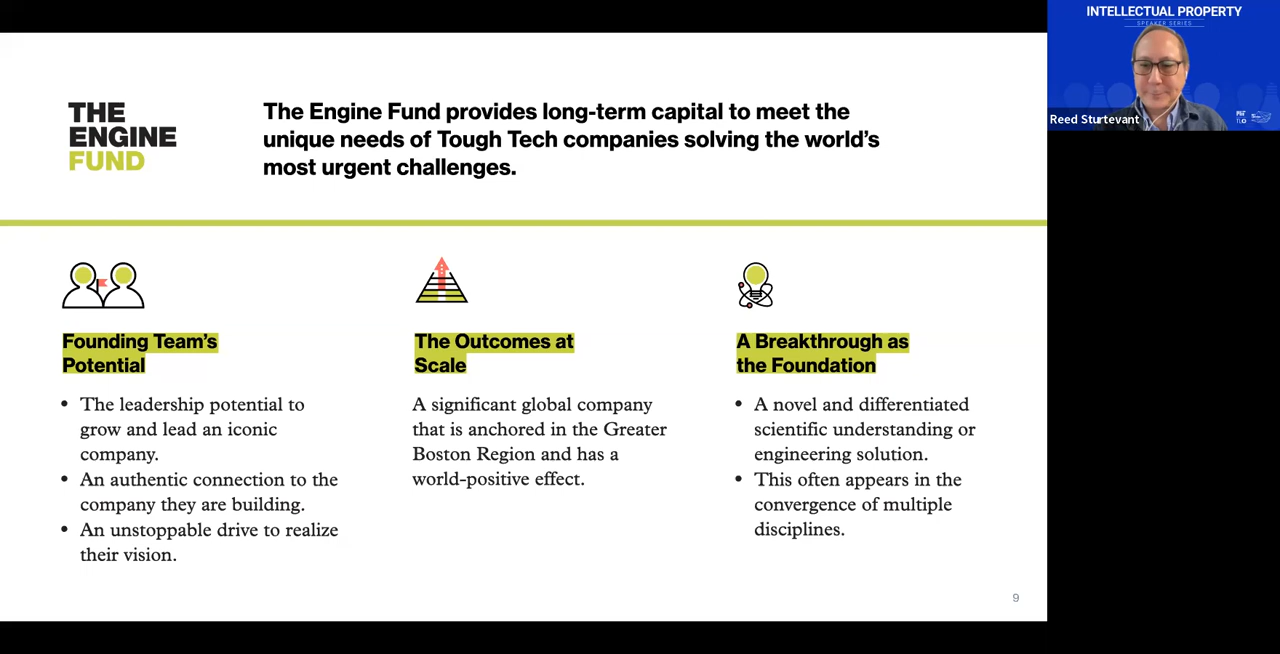 THE
ENGINE
FUND
The Engine Fund provides long-term capital to meet the
unique needs of Tough Tech companies solving the world’s
most urgent challenges.
Founding Team’s
Potential
• The leadership potential to
grow and lead an iconic
company.
• An authentic connection to the
company they are building.
• An unstoppable drive to realize
their vision.
The Outcomes at
Scale
A significant global company
that is anchored in the Greater
Boston Region and has a
world-positive effect.
A Breakthrough as
the Foundation
• A novel and differentiated
scientific understanding or
engineering solution.
• This often appears in the
convergence of multiple
disciplines.
9
INTELLECTUAL PROPERTY
SPEAKER SERIES
Reed Sturtevant
MIT
TLO